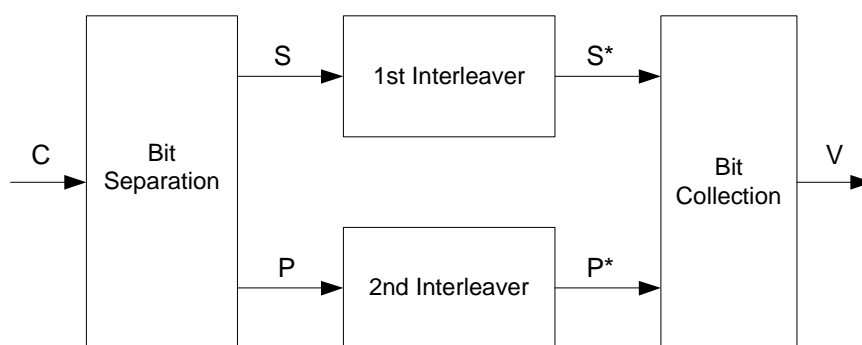 S
1st Interleaver
S*
C
Bit
Separation
Bit
Collection
V
P
2nd Interleaver
P*